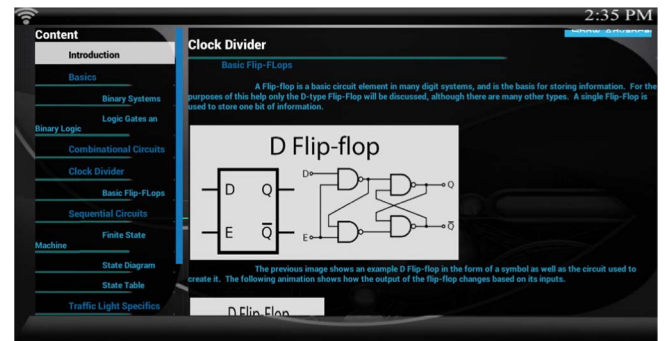 2:35 PM
Content
Introduction
Basics
Binary Systems
Logic Gates an
Binary Logic
Combinational Circuits
Clock Divider
Basic Flip-FLops
Sequential Circuits
Finite State
Machine
State Diagram
State Table
Traffic Light Specifics
Clock Divider
Basic Flip-FLops
A Flip-flop is a basic circuit element in many digit systems, and is the basis for storing information. For the
purposes of this help only the D-type Flip-Flop will be discussed, although there are many other types. A single Flip-Flop is
used to store one bit of information.
D Flip-flop
D Q
E Q̅
D
E
Q
Q̅
The previous image shows an example D Flip-flop in the form of a symbol as well as the circuit used to
create it. The following animation shows how the output of the flip-flop changes based on its inputs.
D Flip-Flop